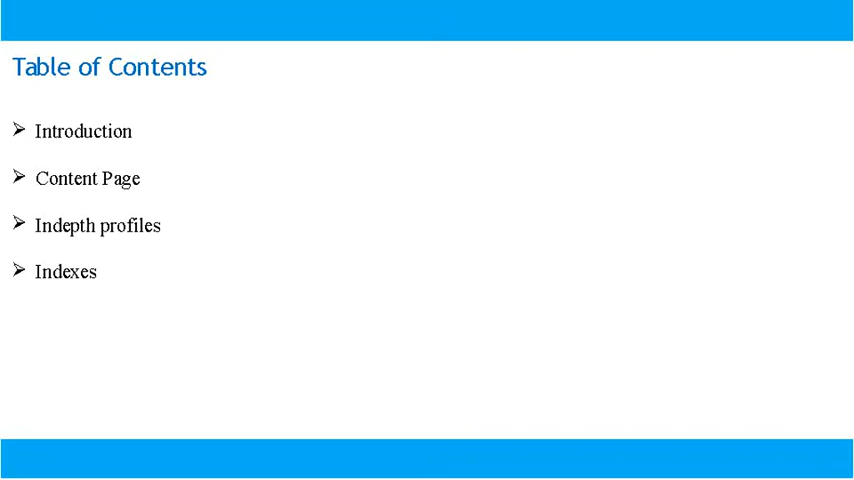 Table of Contents
Introduction
Content Page
Indepth profiles
Indexes